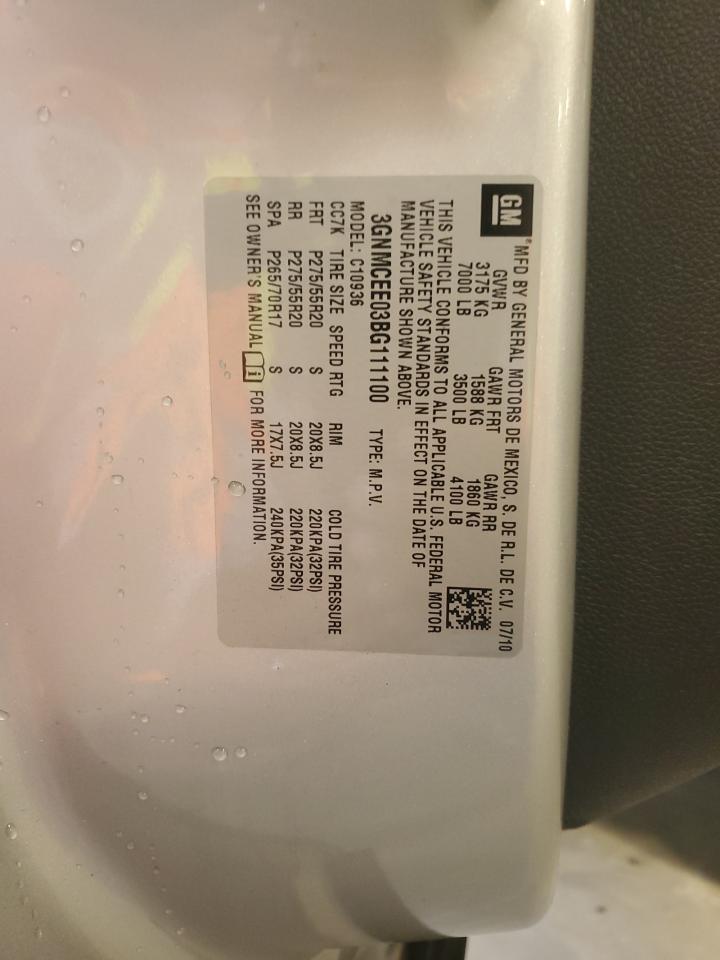 GM® MFD BY GENERAL MOTORS DE MEXICO, S. DE R.L. DE C.V. 07/10
GVWR GAWR FRT GAWR RR
3175 KG 1588 KG 1860 KG
7000 LB 3500 LB 4100 LB
THIS VEHICLE CONFORMS TO ALL APPLICABLE U.S. FEDERAL MOTOR
VEHICLE SAFETY STANDARDS IN EFFECT ON THE DATE OF
MANUFACTURE SHOWN ABOVE.
3GNMCEE03BG111100 TYPE: M.P.V.
MODEL: C10936
CC7K TIRE SIZE SPEED RTG RIM COLD TIRE PRESSURE
FRT P275/55R20 S 20X8.5J 220KPA(32PSI)
RR P275/55R20 S 20X8.5J 220KPA(32PSI)
SPA P265/70R17 S 17X7.5J 240KPA(35PSI)
SEE OWNER'S MANUAL i FOR MORE INFORMATION.